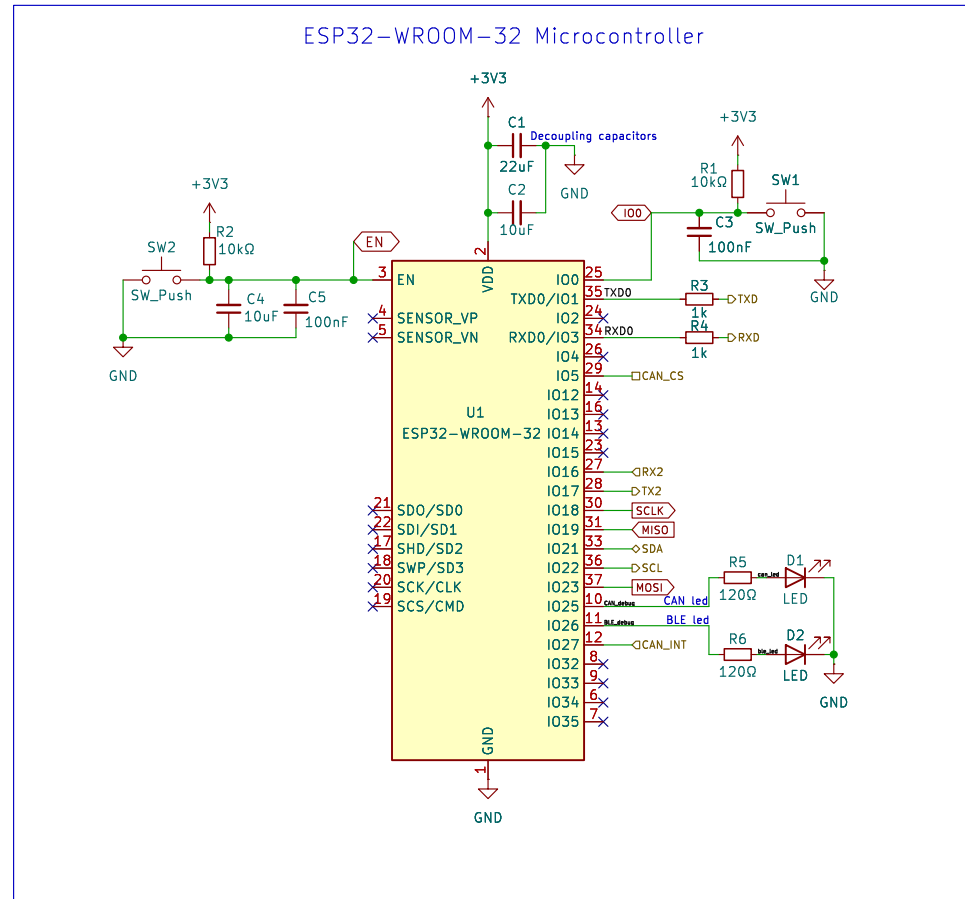 ESP32-WROOM-32 Microcontroller
+3V3
C1
Decoupling capacitors
22uF
GND
C2
10uF
+3V3
R1
10kΩ
SW1
SW_Push
IO0
C3
100nF
GND
+3V3
R2
10kΩ
SW2
SW_Push
EN
C4
10uF
C5
100nF
GND
2
VDD
3
EN
4
SENSOR_VP
5
SENSOR_VN
U1
ESP32-WROOM-32
21
SDO/SD0
22
SDI/SD1
17
SHD/SD2
18
SWP/SD3
20
SCK/CLK
19
SCS/CMD
IO0
25
TXD0/IO1
35
TXD0
R3
1k
TXD
IO2
24
RXD0/IO3
34
RXD0
R4
1k
RXD
IO4
26
IO5
29
CAN_CS
IO12
14
IO13
16
IO14
13
IO15
23
IO16
27
RX2
IO17
28
TX2
IO18
30
SCLK
IO19
31
MISO
IO21
33
SDA
IO22
36
SCL
IO23
37
MOSI
IO25
10
CAN_debug
CAN led
R5
120Ω
can_led
D1
LED
IO26
11
BLE_debug
BLE led
R6
120Ω
ble_led
D2
LED
GND
IO27
12
CAN_INT
IO32
8
IO33
9
IO34
6
IO35
7
GND
1
GND